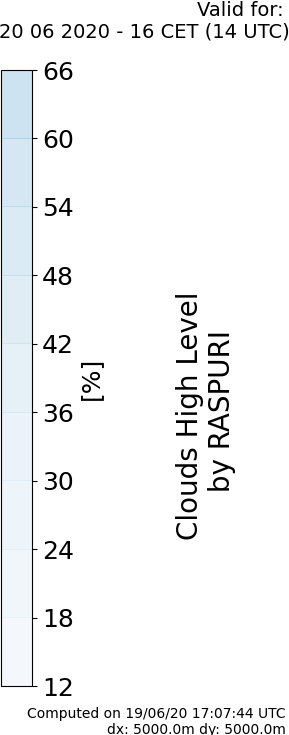 Valid for:
20 06 2020 - 16 CET (14 UTC)
66
60
54
48
42
36
30
24
18
12
[%]
Clouds High Level
by RASPURI
Computed on 19/06/20 17:07:44 UTC
dx: 5000.0m dy: 5000.0m